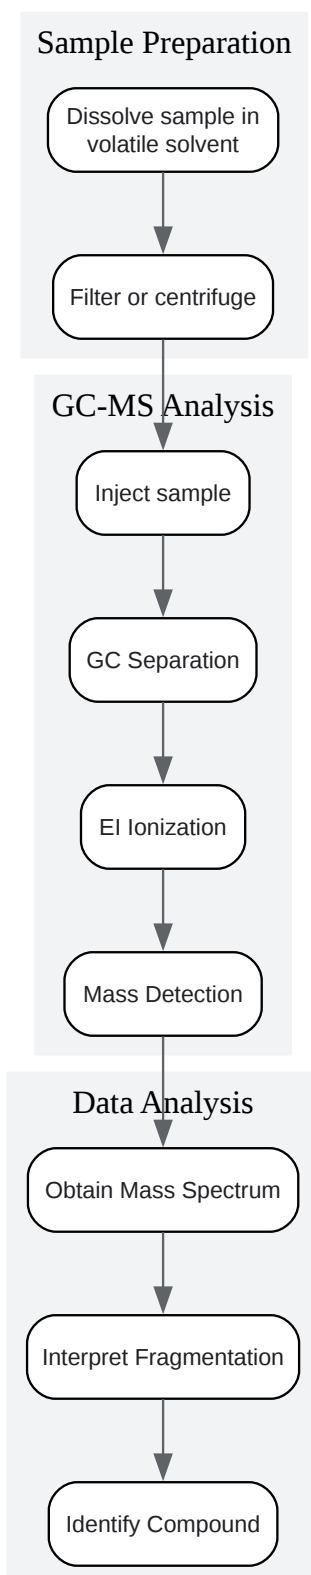 Sample Preparation
Dissolve sample in
volatile solvent
Filter or centrifuge
GC-MS Analysis
Inject sample
GC Separation
EI Ionization
Mass Detection
Data Analysis
Obtain Mass Spectrum
Interpret Fragmentation
Identify Compound